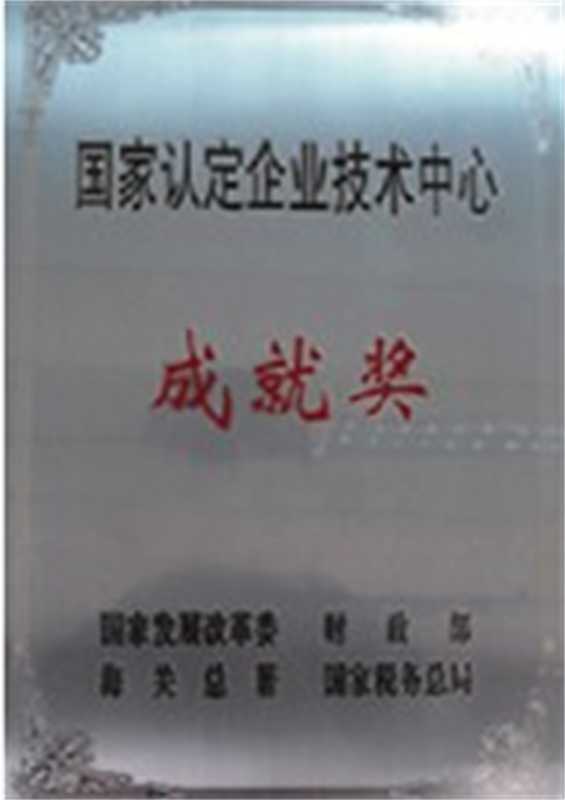 国家认定企业技术中心
成就奖
国家发展改革委 财政部
海关总署 国家税务总局